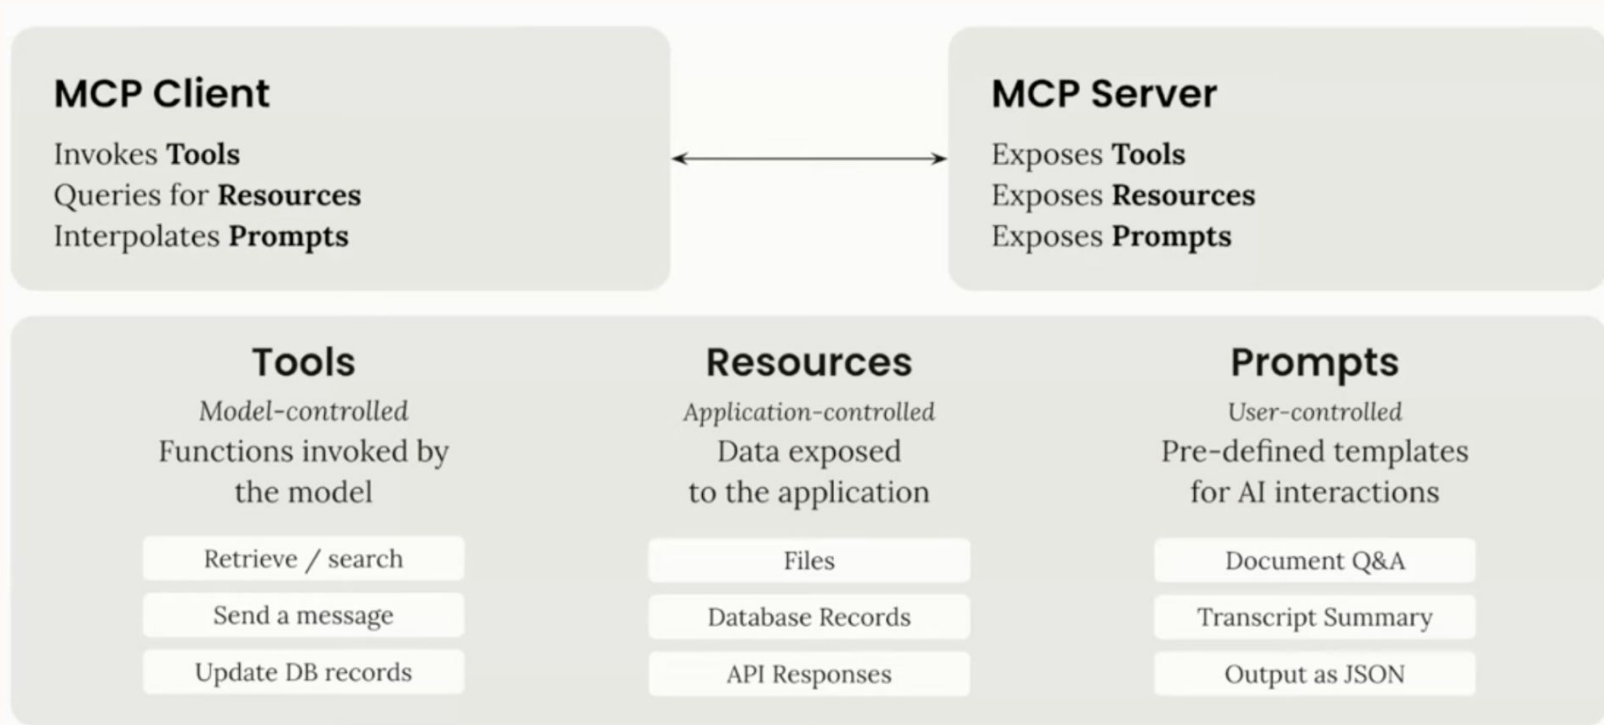 MCP Client
Invokes Tools
Queries for Resources
Interpolates Prompts
MCP Server
Exposes Tools
Exposes Resources
Exposes Prompts
Tools
Model-controlled
Functions invoked by
the model
Retrieve / search
Send a message
Update DB records
Resources
Application-controlled
Data exposed
to the application
Files
Database Records
API Responses
Prompts
User-controlled
Pre-defined templates
for AI interactions
Document Q&A
Transcript Summary
Output as JSON